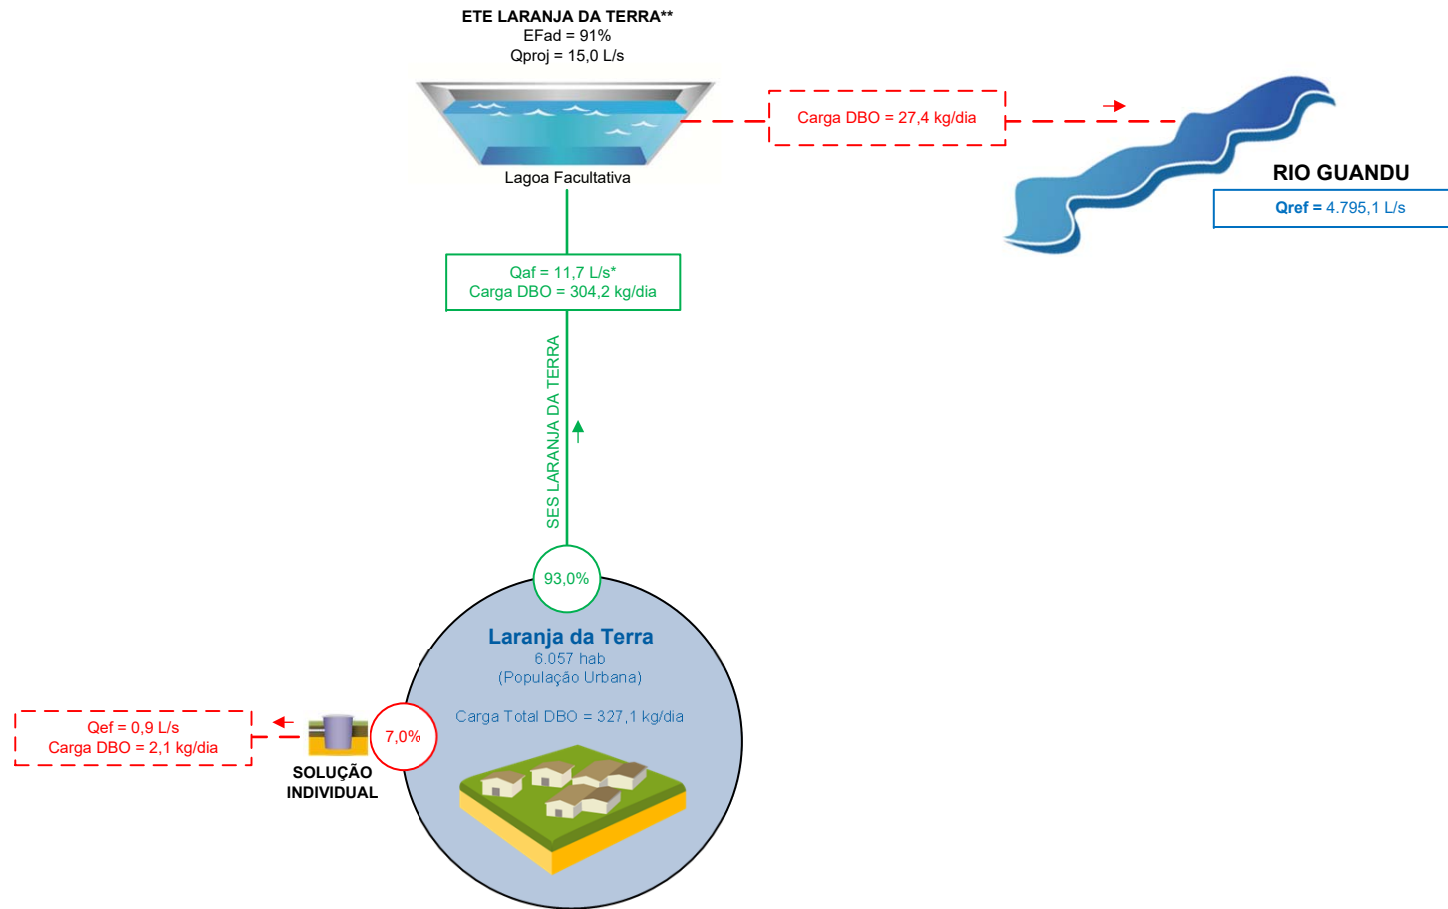 ETE LARANJA DA TERRA**
EFad = 91%
Qproj = 15,0 L/s
Lagoa Facultativa
Carga DBO = 27,4 kg/dia
RIO GUANDU
Qref = 4.795,1 L/s
Qaf = 11,7 L/s*
Carga DBO = 304,2 kg/dia
SES LARANJA DA TERRA
93,0%
Laranja da Terra
6.057 hab
(População Urbana)
Carga Total DBO = 327,1 kg/dia
7,0%
Qef = 0,9 L/s
Carga DBO = 2,1 kg/dia
SOLUÇÃO
INDIVIDUAL